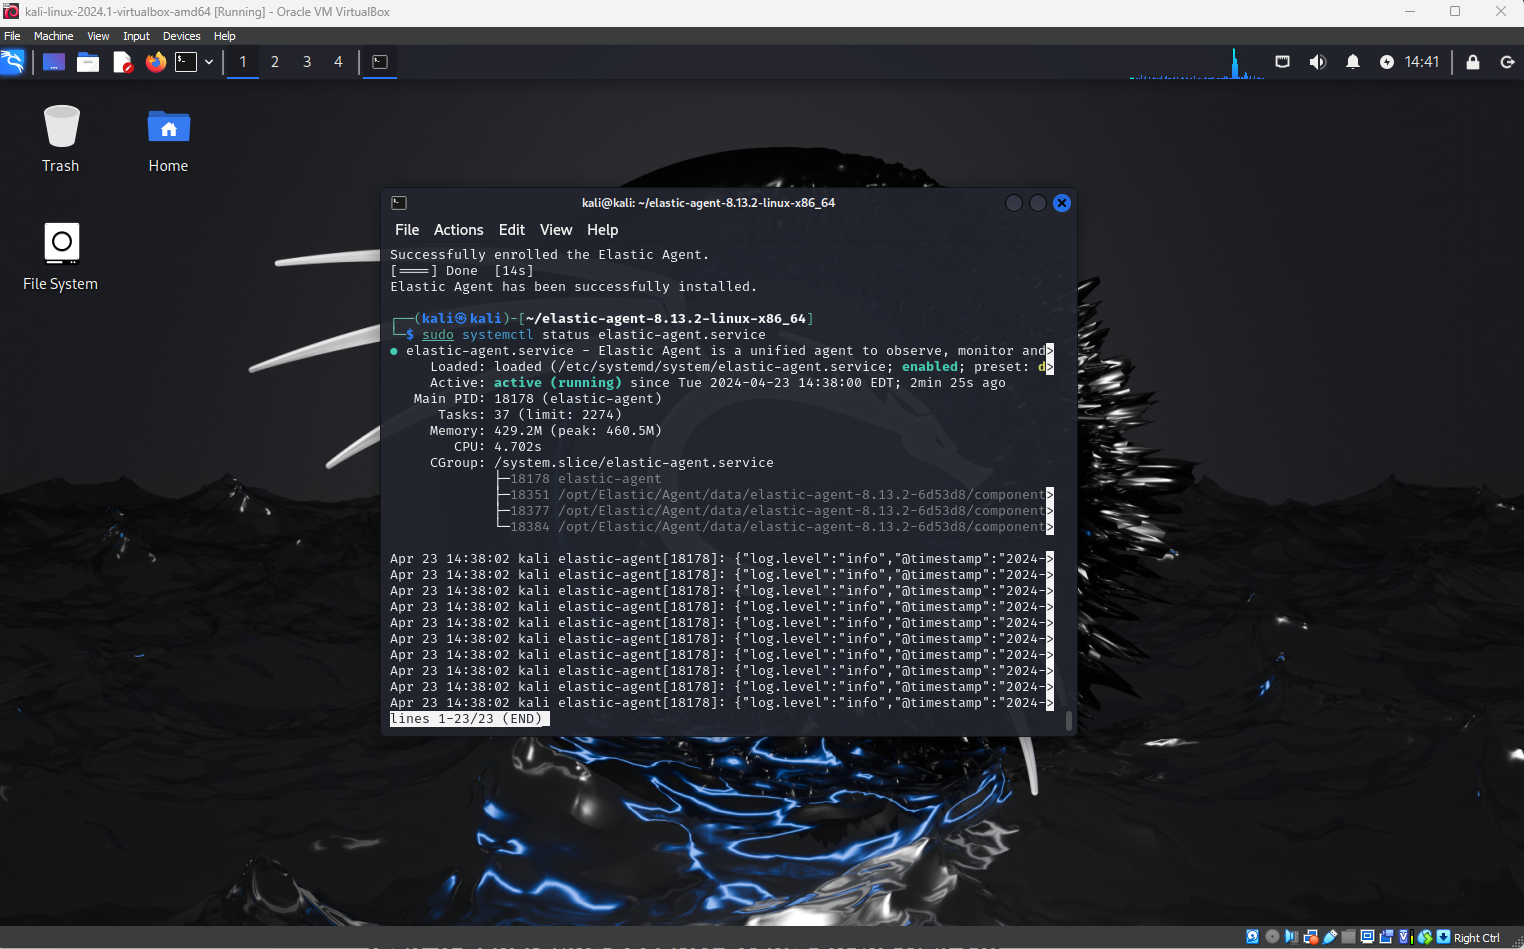 kali-linux-2024.1-virtualbox-amd64 [Running] - Oracle VM VirtualBox
File Machine View Input Devices Help
1 2 3 4 14:41
Trash Home
File System
kali@kali: ~/elastic-agent-8.13.2-linux-x86_64
File Actions Edit View Help
Successfully enrolled the Elastic Agent.
[====] Done [14s]
Elastic Agent has been successfully installed.
┌──(kali㉿kali)-[~/elastic-agent-8.13.2-linux-x86_64]
└─$ sudo systemctl status elastic-agent.service
● elastic-agent.service - Elastic Agent is a unified agent to observe, monitor and>
Loaded: loaded (/etc/systemd/system/elastic-agent.service; enabled; preset: d>
Active: active (running) since Tue 2024-04-23 14:38:00 EDT; 2min 25s ago
Main PID: 18178 (elastic-agent)
Tasks: 37 (limit: 2274)
Memory: 429.2M (peak: 460.5M)
CPU: 4.702s
CGroup: /system.slice/elastic-agent.service
├─18178 elastic-agent
├─18351 /opt/Elastic/Agent/data/elastic-agent-8.13.2-6d53d8/component>
├─18377 /opt/Elastic/Agent/data/elastic-agent-8.13.2-6d53d8/component>
└─18384 /opt/Elastic/Agent/data/elastic-agent-8.13.2-6d53d8/component>
Apr 23 14:38:02 kali elastic-agent[18178]: {"log.level":"info","@timestamp":"2024->
Apr 23 14:38:02 kali elastic-agent[18178]: {"log.level":"info","@timestamp":"2024->
Apr 23 14:38:02 kali elastic-agent[18178]: {"log.level":"info","@timestamp":"2024->
Apr 23 14:38:02 kali elastic-agent[18178]: {"log.level":"info","@timestamp":"2024->
Apr 23 14:38:02 kali elastic-agent[18178]: {"log.level":"info","@timestamp":"2024->
Apr 23 14:38:02 kali elastic-agent[18178]: {"log.level":"info","@timestamp":"2024->
Apr 23 14:38:02 kali elastic-agent[18178]: {"log.level":"info","@timestamp":"2024->
Apr 23 14:38:02 kali elastic-agent[18178]: {"log.level":"info","@timestamp":"2024->
Apr 23 14:38:02 kali elastic-agent[18178]: {"log.level":"info","@timestamp":"2024->
Apr 23 14:38:02 kali elastic-agent[18178]: {"log.level":"info","@timestamp":"2024->
lines 1-23/23 (END)
Right Ctrl